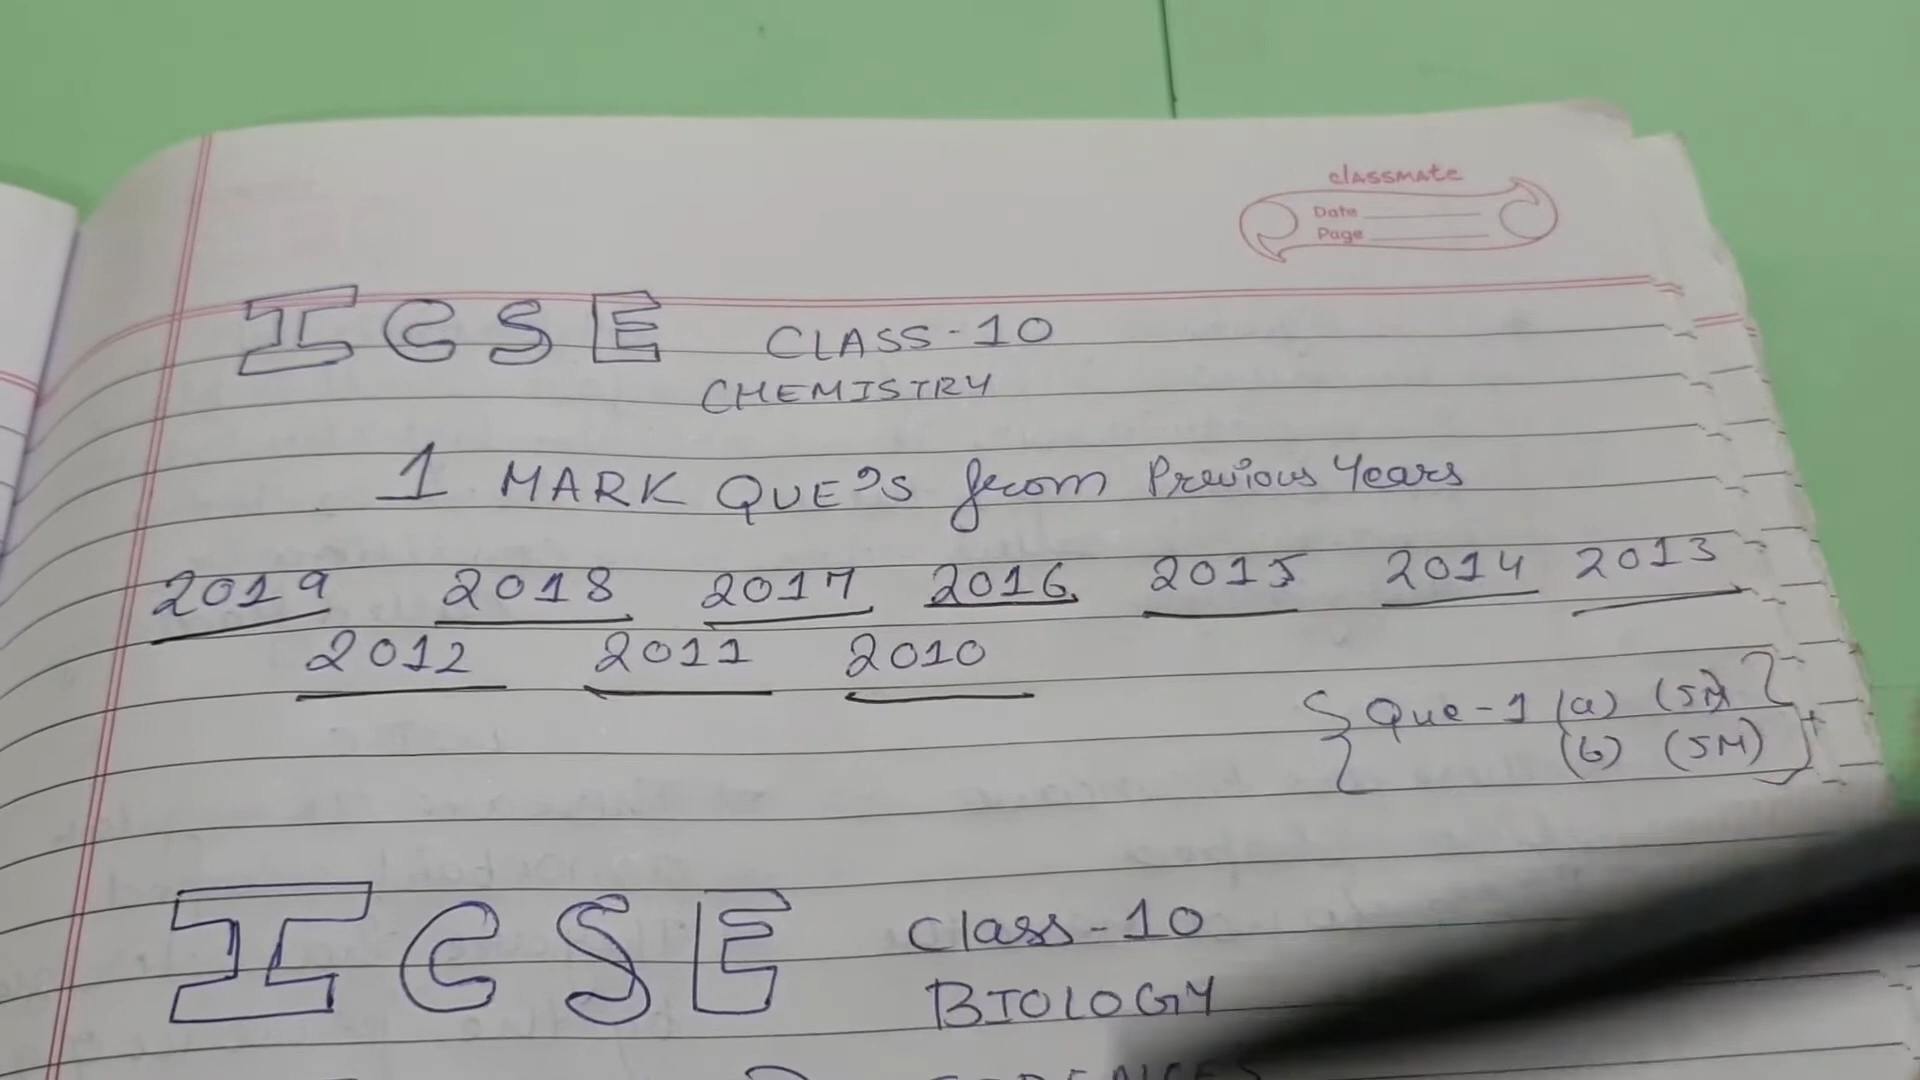 classmate
Date
Page
ICSE CLASS-10
CHEMISTRY
1 MARK QUE'S from Previous Years
2019 2018 2017 2016 2015 2014 2013
2012 2011 2010
{ Que-1 (a) (5M) }
(b) (5M)
ICSE Class-10
BIOLOGY